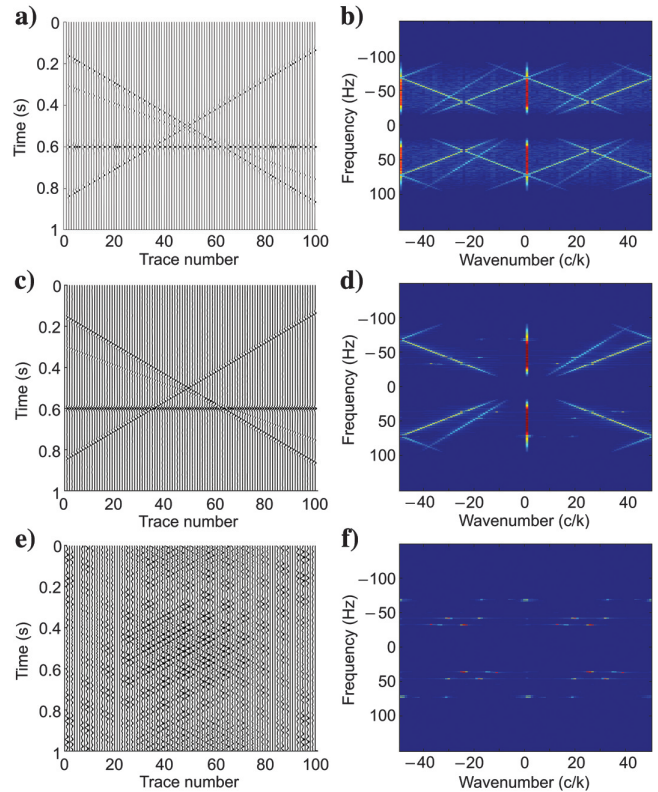 a)
0
0.2
0.4
0.6
0.8
1
Time (s)
0 20 40 60 80 100
Trace number
b)
−100
−50
0
50
100
Frequency (Hz)
−40 −20 0 20 40
Wavenumber (c/k)
c)
0
0.2
0.4
0.6
0.8
1
Time (s)
0 20 40 60 80 100
Trace number
d)
−100
−50
0
50
100
Frequency (Hz)
−40 −20 0 20 40
Wavenumber (c/k)
e)
0
0.2
0.4
0.6
0.8
1
Time (s)
0 20 40 60 80 100
Trace number
f)
−100
−50
0
50
100
Frequency (Hz)
−40 −20 0 20 40
Wavenumber (c/k)